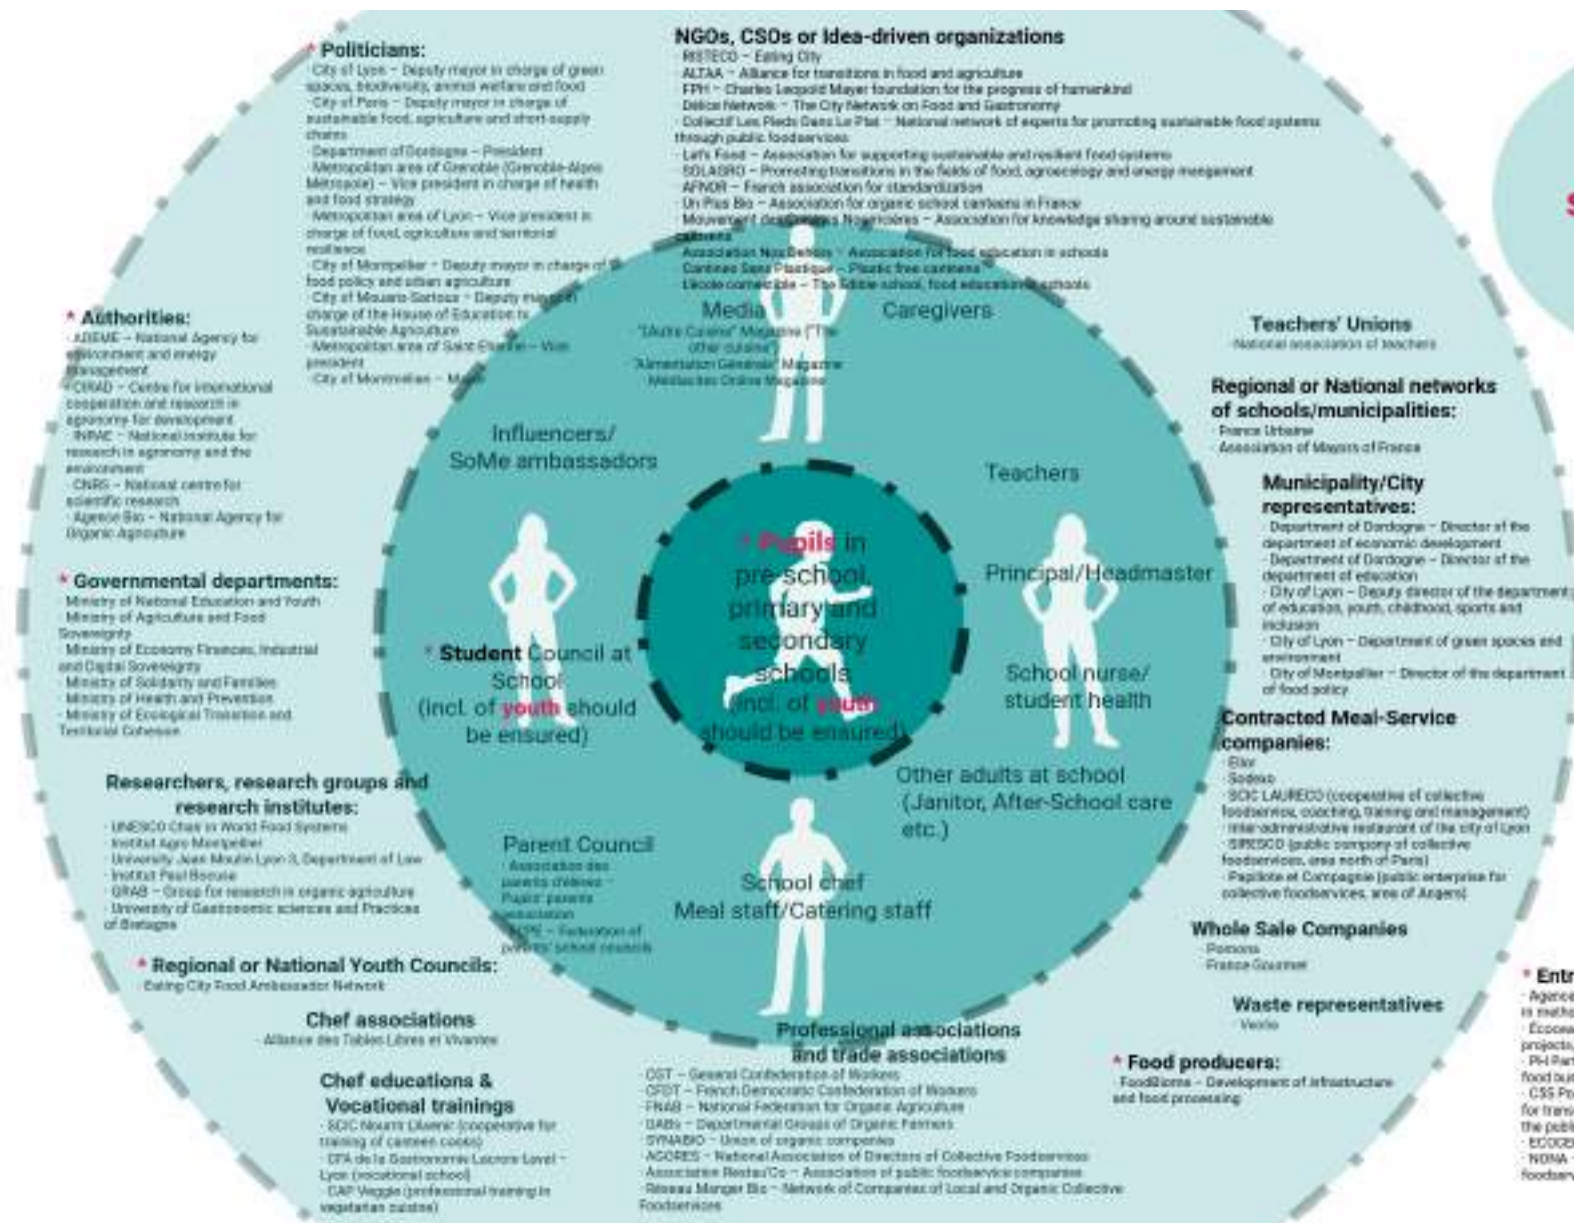 * Politicians:
· City of Lyon – Deputy mayor in charge of green
spaces, biodiversity, animal welfare and food
· City of Paris – Deputy mayor in charge of
sustainable food, agriculture and short-supply
chains
· Department of Dordogne – President
· Metropolitan area of Grenoble (Grenoble-Alpes
Métropole) – Vice president in charge of health
and food strategy
· Metropolitan area of Lyon – Vice president in
charge of food, agriculture and territorial
resilience
· City of Montpellier – Deputy mayor in charge of
food policy and urban agriculture
· City of Mouans-Sartoux – Deputy mayor in
charge of the House of Education to
Sustainable Agriculture
· Metropolitan area of Saint-Etienne – Vice
president
· City of Montmélian – Mayor
NGOs, CSOs or Idea-driven organizations
· RISTECO – Eating City
· ALTAA – Alliance for transitions in food and agriculture
· FPH – Charles Leopold Mayer foundation for the progress of humankind
· Délice Network – The City Network on Food and Gastronomy
· Collectif Les Pieds Dans Le Plat – National network of experts for promoting sustainable food systems
through public foodservices
· Let's Food – Association for supporting sustainable and resilient food systems
· SOLAGRO – Promoting transitions in the fields of food, agroecology and energy mangement
· AFNOR – French association for standardization
· Un Plus Bio – Association for organic school canteens in France
· Mouvement des Cantines Nourricières – Association for knowledge sharing around sustainable
canteens
· Association Nos Dehors – Association for food education in schools
· Cantines Sans Plastique – Plastic free canteens
· L'école comestible – The Edible school, food education in schools
* Authorities:
· ADEME – National Agency for
environment and energy
management
· CIRAD – Centre for international
cooperation and research in
agronomy for development
· INRAE – National institute for
research in agronomy and the
environment
· CNRS – National centre for
scientific research
· Agence Bio – National Agency for
Organic Agriculture
* Governmental departments:
· Ministry of National Education and Youth
· Ministry of Agriculture and Food
Sovereignty
· Ministry of Economy Finances, Industrial
and Digital Sovereignty
· Ministry of Solidarity and Families
· Ministry of Health and Prevention
· Ministry of Ecological Transition and
Territorial Cohesion
Researchers, research groups and
research institutes:
· UNESCO Chair in World Food Systems
· Institut Agro Montpellier
· University Jean Moulin Lyon 3, Department of Law
· Institut Paul Bocuse
· GRAB – Group for research in organic agriculture
· University of Gastronomic sciences and Practices
of Bretagne
* Regional or National Youth Councils:
· Eating City Food Ambassador Network
Chef associations
· Alliance des Tables Libres et Vivantes
Chef educations &
Vocational trainings
· SCIC Nourrir L'Avenir (cooperative for
training of canteen cooks)
· CFA de la Gastronomie Lacroix Laval –
Lyon (vocational school)
· CAP Veggie (professional training in
vegetarian cuisine)
Media
"L'Autre Cuisine" Magazine ("The
other cuisine")
"Alimentation Générale" Magazine
Médiacités Online Magazine
Caregivers
Influencers/
SoMe ambassadors
Teachers
Principal/Headmaster
School nurse/
student health
Other adults at school
(Janitor, After-School care
etc.)
* Pupils in
pre-school,
primary and
secondary
schools
(incl. of youth
should be ensured)
* Student Council at
School
(incl. of youth should
be ensured)
Parent Council
· Association des
parents d'élèves –
Pupils' parents
association
· FCPE – Federation of
parents' school councils
School chef
Meal staff/Catering staff
Professional associations
and trade associations
· CGT – General Confederation of Workers
· CFDT – French Democratic Confederation of Workers
· FNAB – National Federation for Organic Agriculture
· GABs – Departmental Groups of Organic Farmers
· SYNABIO – Union of organic companies
· AGORES – National Association of Directors of Collective Foodservices
· Association Restau'Co – Association of public foodservice companies
· Réseau Manger Bio – Network of Companies of Local and Organic Collective
Foodservices
Teachers' Unions
· National association of teachers
Regional or National networks
of schools/municipalities:
· France Urbaine
· Association of Mayors of France
Municipality/City
representatives:
· Department of Dordogne – Director of the
department of economic development
· Department of Dordogne – Director of the
department of education
· City of Lyon – Deputy director of the department
of education, youth, childhood, sports and
inclusion
· City of Lyon – Department of green spaces and
environment
· City of Montpellier – Director of the department
of food policy
Contracted Meal-Service
companies:
· Elior
· Sodexo
· SCIC LAURECO (cooperative of collective
foodservice, coaching, training and management)
· Inter-administrative restaurant of the city of Lyon
· SIRESCO (public company of collective
foodservices, area north of Paris)
· Papillote et Compagnie (public enterprise for
collective foodservices, area of Angers)
Whole Sale Companies
· Pomona
· France Gourmet
Waste representatives
· Veolia
* Food producers:
· FoodBiome – Development of infrastructure
and food processing
* Entr
· Agence
in metho
projects,
food bus
for trans
the publi
· NONA –
foodserv